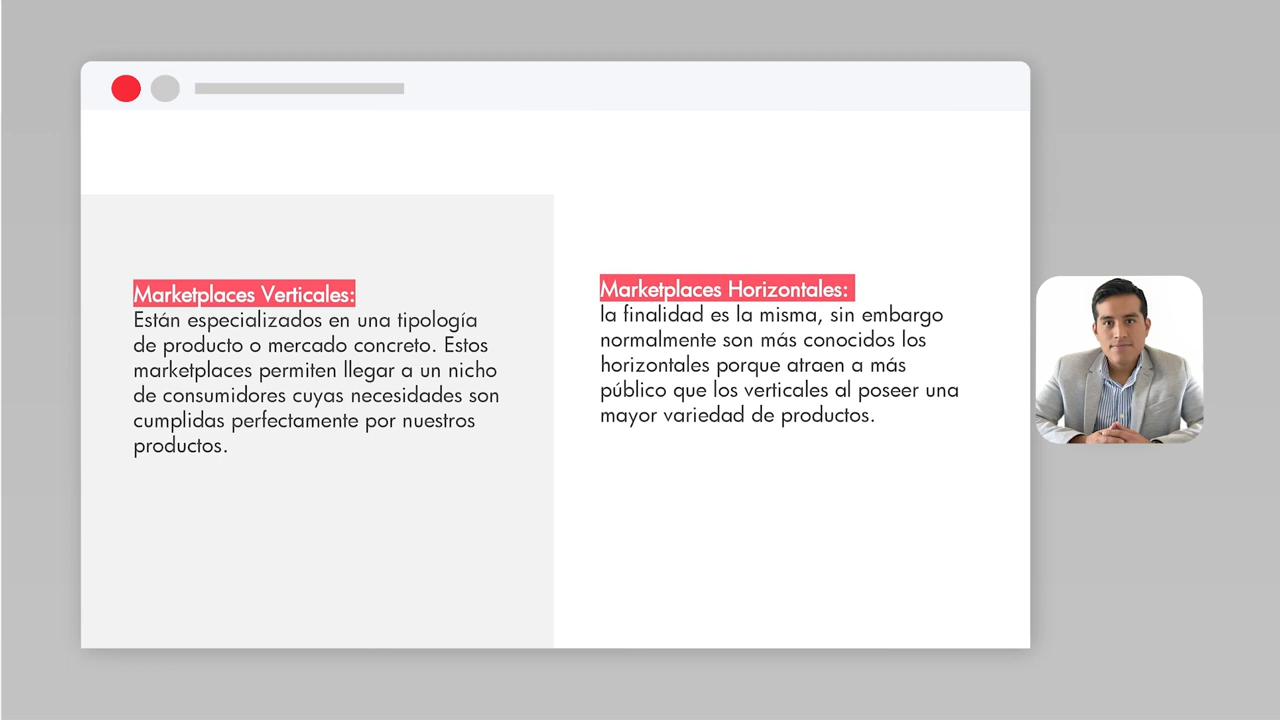 Marketplaces Verticales:
Están especializados en una tipología
de producto o mercado concreto. Estos
marketplaces permiten llegar a un nicho
de consumidores cuyas necesidades son
cumplidas perfectamente por nuestros
productos.
Marketplaces Horizontales:
la finalidad es la misma, sin embargo
normalmente son más conocidos los
horizontales porque atraen a más
público que los verticales al poseer una
mayor variedad de productos.